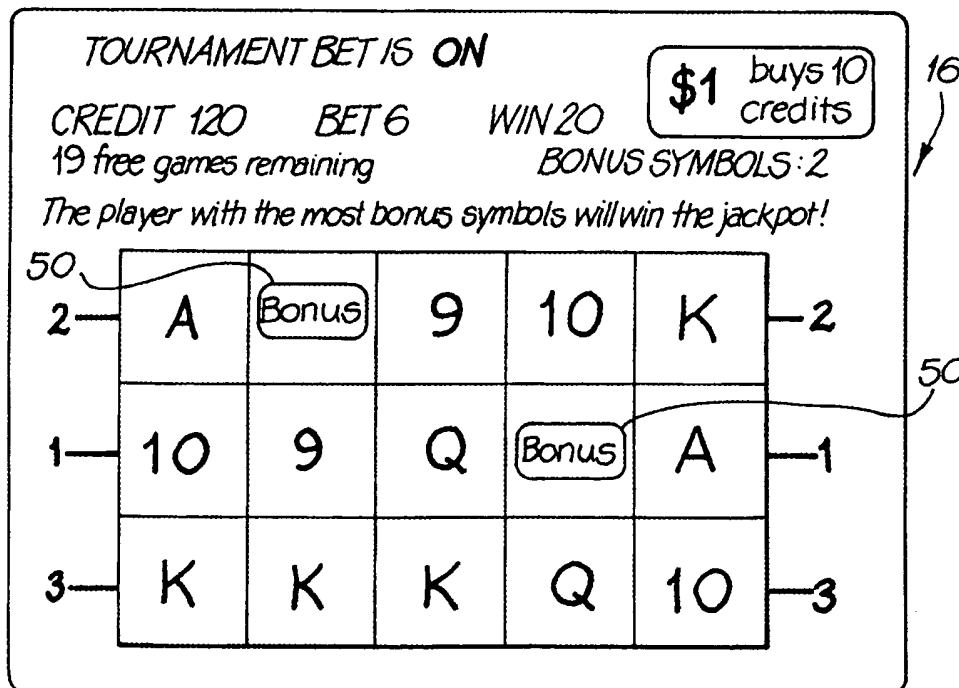 TOURNAMENT BET IS ON
$1 buys 10 credits
16
CREDIT 120 BET 6 WIN 20
19 free games remaining BONUS SYMBOLS: 2
The player with the most bonus symbols will win the jackpot!
50
2 A Bonus 9 10 K 2
50
1 10 9 Q Bonus A 1
3 K K K Q 10 3